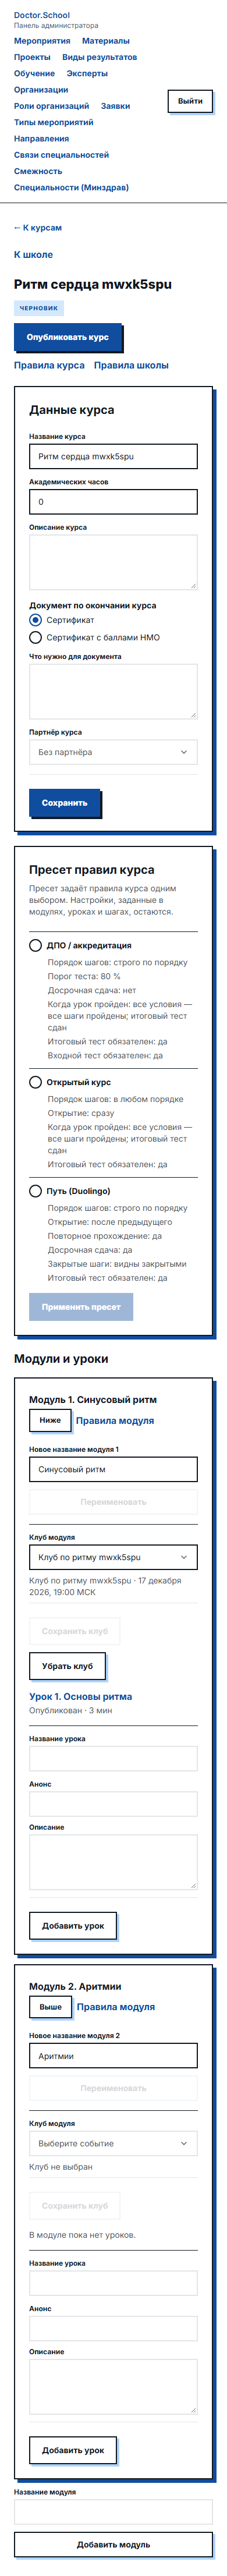 Doctor.School
Панель администратора
Мероприятия Материалы
Проекты Виды результатов
Обучение Эксперты
Организации
Роли организаций Заявки
Типы мероприятий
Направления
Связи специальностей
Смежность
Специальности (Минздрав)
Выйти
← К курсам
К школе
Ритм сердца mwxk5spu
ЧЕРНОВИК
Опубликовать курс
Правила курса Правила школы
Данные курса
Название курса
Ритм сердца mwxk5spu
Академических часов
0
Описание курса
Документ по окончании курса
Сертификат
Сертификат с баллами НМО
Что нужно для документа
Партнёр курса
Без партнёра
Сохранить
Пресет правил курса
Пресет задаёт правила курса одним
выбором. Настройки, заданные в
модулях, уроках и шагах, остаются.
ДПО / аккредитация
Порядок шагов: строго по порядку
Порог теста: 80 %
Досрочная сдача: нет
Когда урок пройден: все условия —
все шаги пройдены; итоговый тест
сдан
Итоговый тест обязателен: да
Входной тест обязателен: да
Открытый курс
Порядок шагов: в любом порядке
Открытие: сразу
Когда урок пройден: все условия —
все шаги пройдены; итоговый тест
сдан
Итоговый тест обязателен: да
Путь (Duolingo)
Порядок шагов: строго по порядку
Открытие: после предыдущего
Повторное прохождение: да
Досрочная сдача: да
Закрытые шаги: видны закрытыми
Итоговый тест обязателен: да
Применить пресет
Модули и уроки
Модуль 1. Синусовый ритм
Ниже Правила модуля
Новое название модуля 1
Синусовый ритм
Переименовать
Клуб модуля
Клуб по ритму mwxk5spu
Клуб по ритму mwxk5spu · 17 декабря
2026, 19:00 МСК
Сохранить клуб
Убрать клуб
Урок 1. Основы ритма
Опубликован · 3 мин
Название урока
Анонс
Описание
Добавить урок
Модуль 2. Аритмии
Выше Правила модуля
Новое название модуля 2
Аритмии
Переименовать
Клуб модуля
Выберите событие
Клуб не выбран
Сохранить клуб
В модуле пока нет уроков.
Название урока
Анонс
Описание
Добавить урок
Название модуля
Добавить модуль